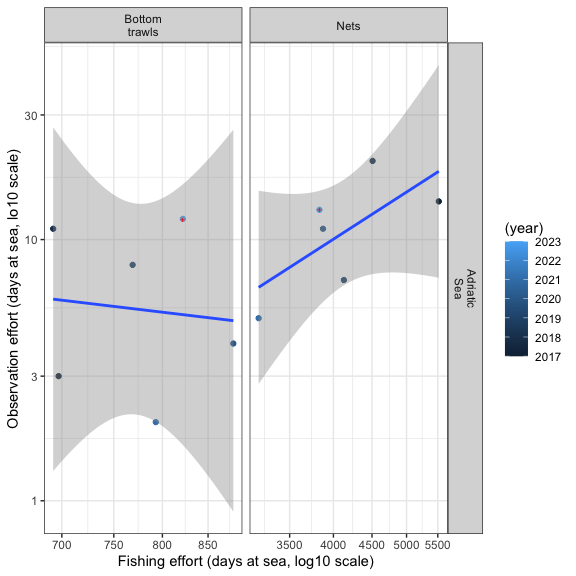 Bottom
trawls
Nets
30
10
3
1
Observation effort (days at sea, lo10 scale)
700
750
800
850
3500
4000
4500
5000
5500
Fishing effort (days at sea, log10 scale)
Adriatic
Sea
(year)
2023
2022
2021
2020
2019
2018
2017